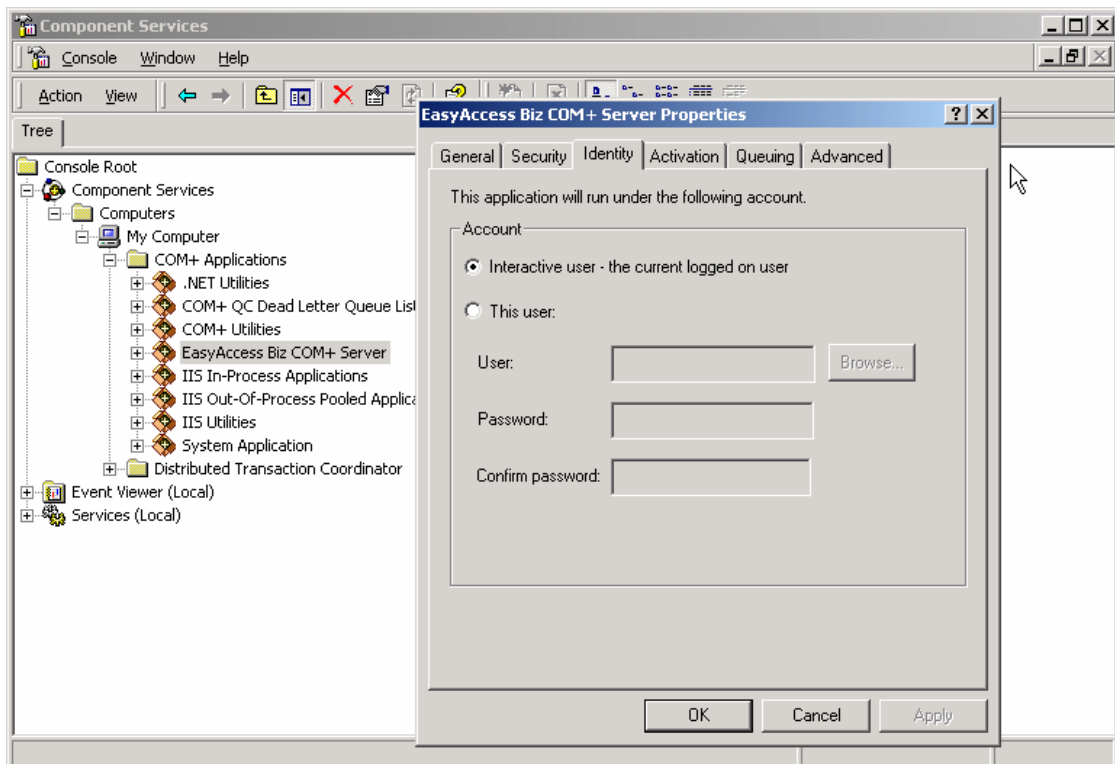 Component Services
Console Window Help
Action View
Tree
Console Root
Component Services
Computers
My Computer
COM+ Applications
.NET Utilities
COM+ QC Dead Letter Queue List
COM+ Utilities
EasyAccess Biz COM+ Server
IIS In-Process Applications
IIS Out-Of-Process Pooled Applica
IIS Utilities
System Application
Distributed Transaction Coordinator
Event Viewer (Local)
Services (Local)
EasyAccess Biz COM+ Server Properties
General Security Identity Activation Queuing Advanced
This application will run under the following account.
Account
Interactive user - the current logged on user
This user:
User:
Browse...
Password:
Confirm password:
OK Cancel Apply